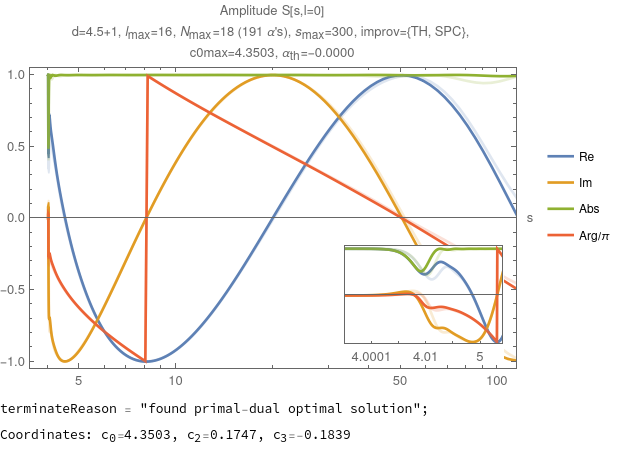 Amplitude S[s,l=0]
d=4.5+1, lmax=16, Nmax=18 (191 α's), smax=300, improv={TH, SPC},
c0max=4.3503, αth=-0.0000
1.0
0.5
0.0
-0.5
-1.0
5 10 50 100
s
Re
Im
Abs
Arg/π
4.0001 4.01 5
terminateReason = "found primal-dual optimal solution";
Coordinates: c0=4.3503, c2=0.1747, c3=-0.1839